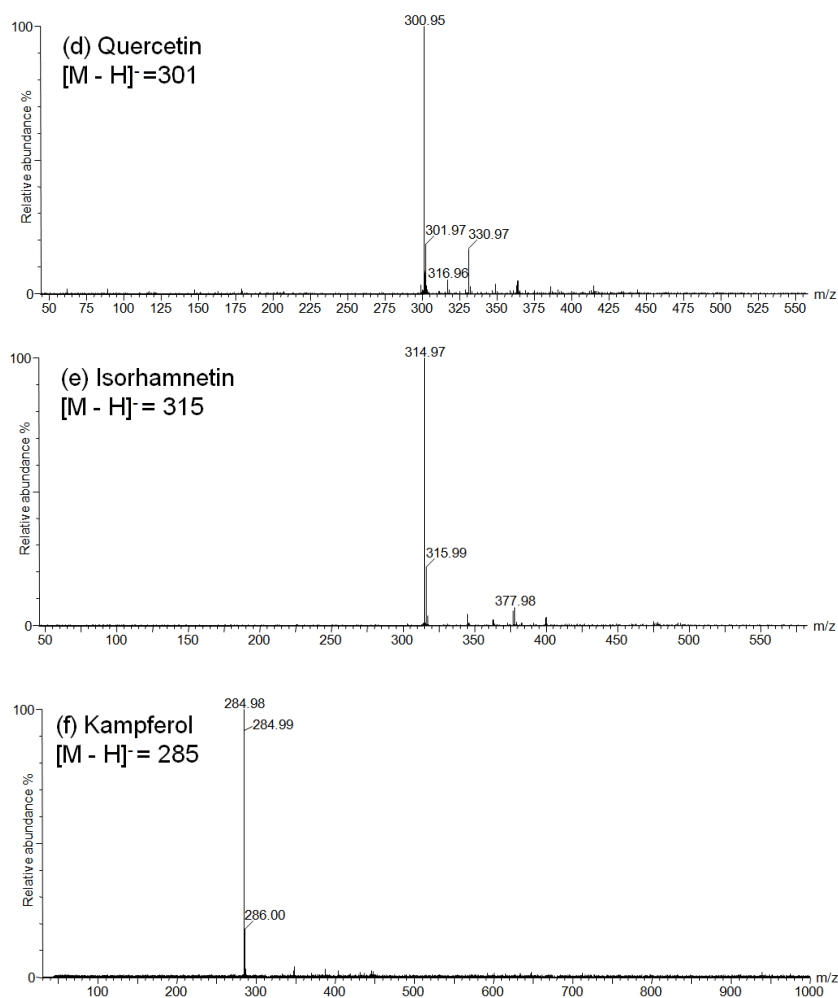 100
300.95
(d) Quercetin
[M - H]- =301
Relative abundance %
301.97
330.97
316.96
0
50 75 100 125 150 175 200 225 250 275 300 325 350 375 400 425 450 475 500 525 550
m/z
314.97
100
(e) Isorhamnetin
[M - H]- = 315
Relative abundance %
315.99
377.98
0
50 100 150 200 250 300 350 400 450 500 550
m/z
284.98
100
284.99
(f) Kampferol
[M - H]- = 285
Relative abundance %
286.00
0
100 200 300 400 500 600 700 800 900 1000
m/z